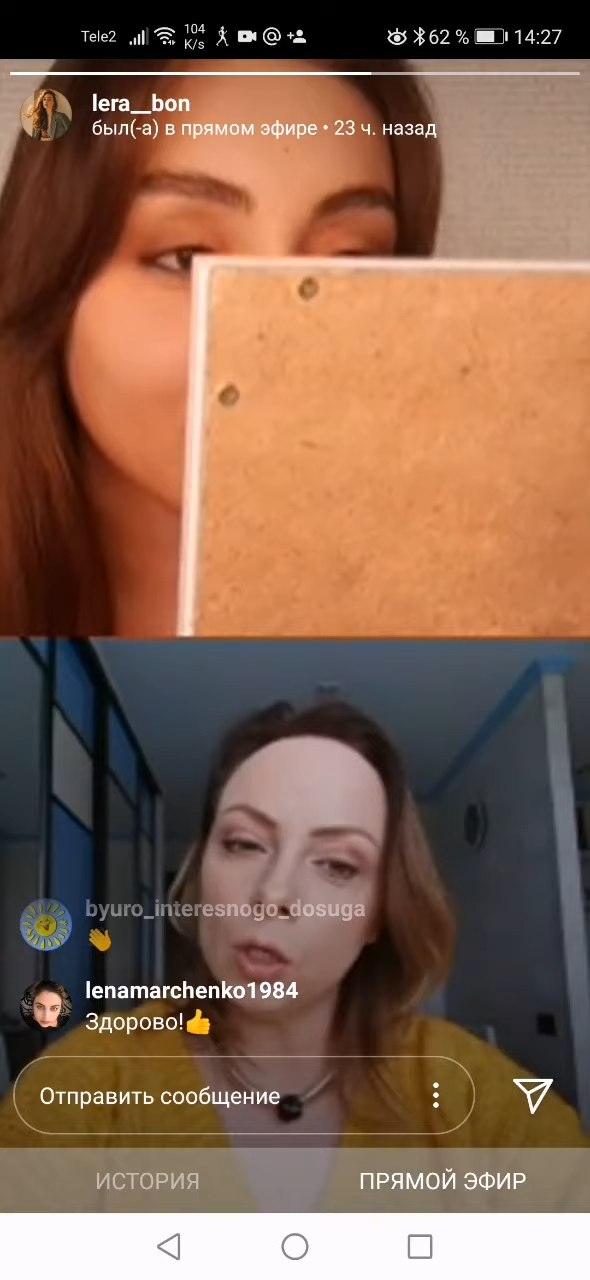 Tele2 104 K/s 62 % 14:27
lera__bon
был(-а) в прямом эфире • 23 ч. назад
byuro_interesnogo_dosuga
👋
lenamarchenko1984
Здорово!👍
Отправить сообщение
ИСТОРИЯ ПРЯМОЙ ЭФИР